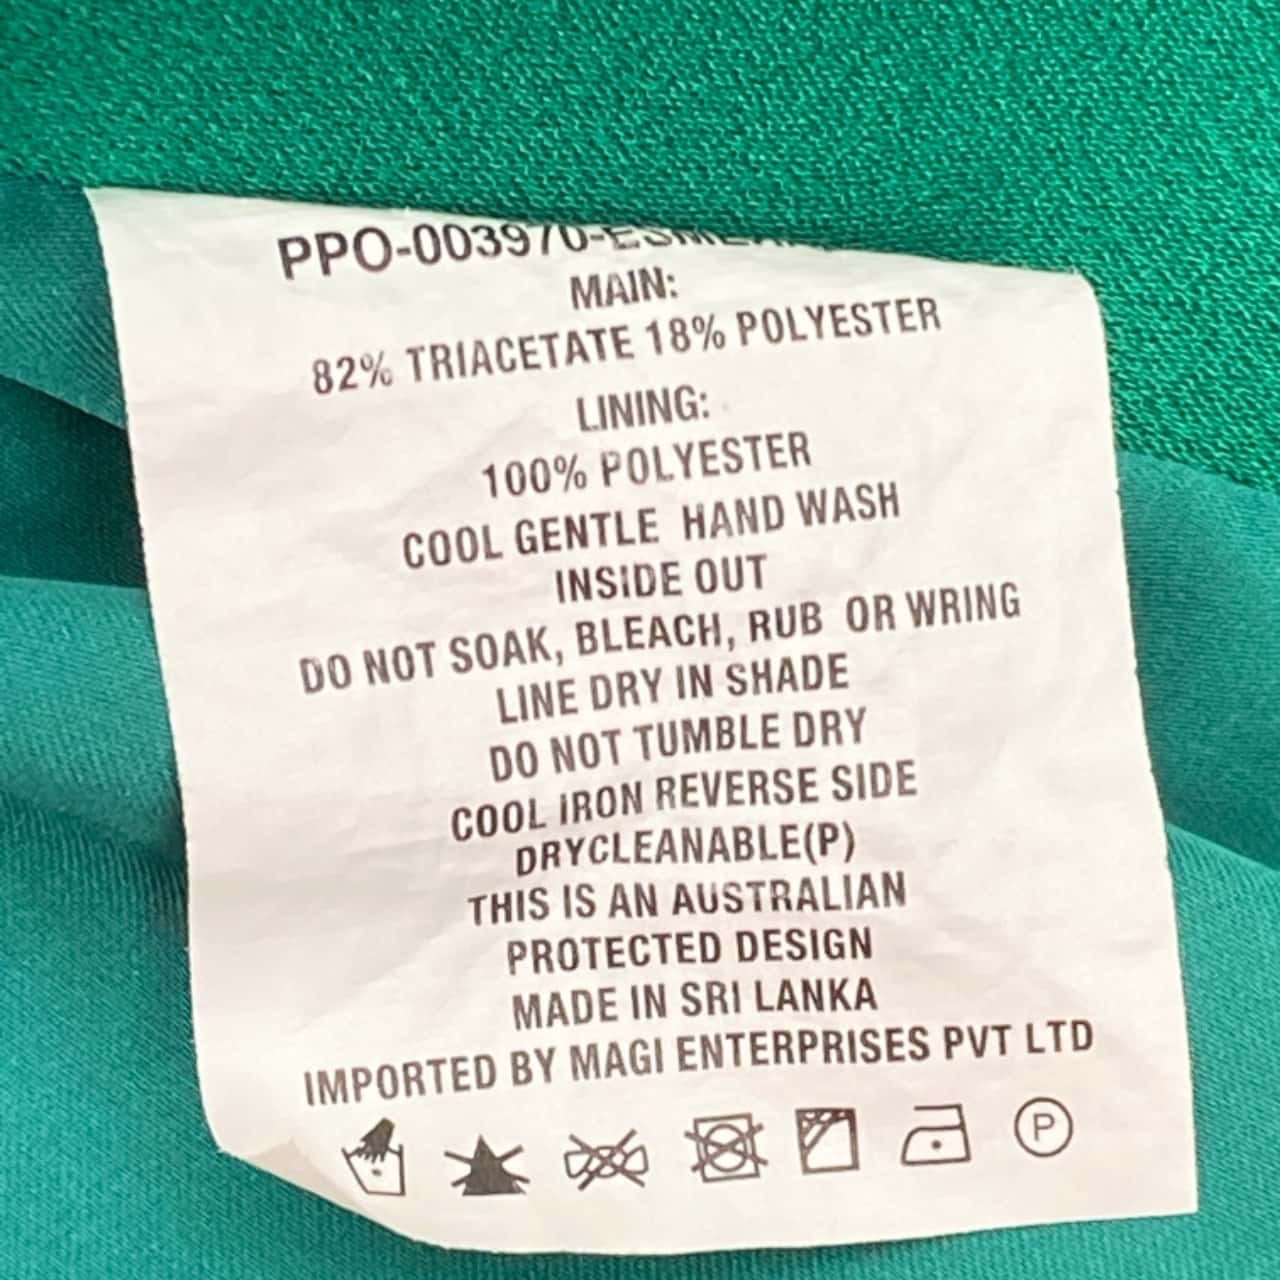 PPO-003970-
MAIN:
82% TRIACETATE 18% POLYESTER
LINING:
100% POLYESTER
COOL GENTLE HAND WASH
INSIDE OUT
DO NOT SOAK, BLEACH, RUB OR WRING
LINE DRY IN SHADE
DO NOT TUMBLE DRY
COOL IRON REVERSE SIDE
DRYCLEANABLE(P)
THIS IS AN AUSTRALIAN
PROTECTED DESIGN
MADE IN SRI LANKA
IMPORTED BY MAGI ENTERPRISES PVT LTD
P